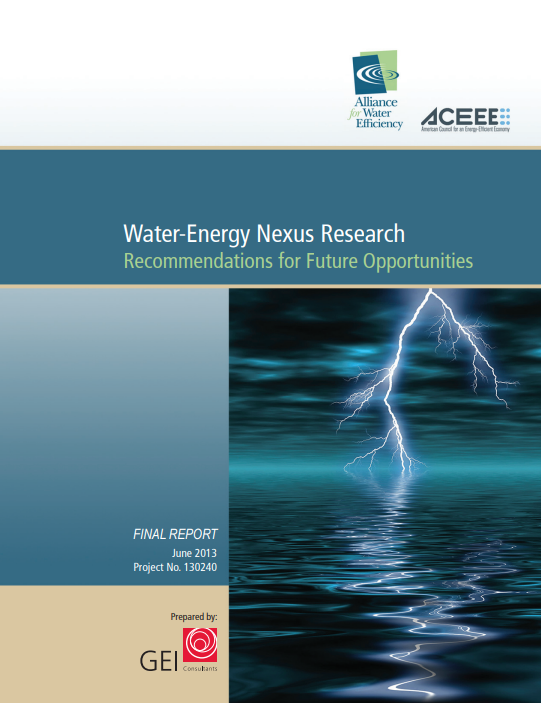 Alliance
for Water
Efficiency
ACEEE
American Council for an Energy-Efficient Economy
Water-Energy Nexus Research
Recommendations for Future Opportunities
FINAL REPORT
June 2013
Project No. 130240
Prepared by:
GEI Consultants